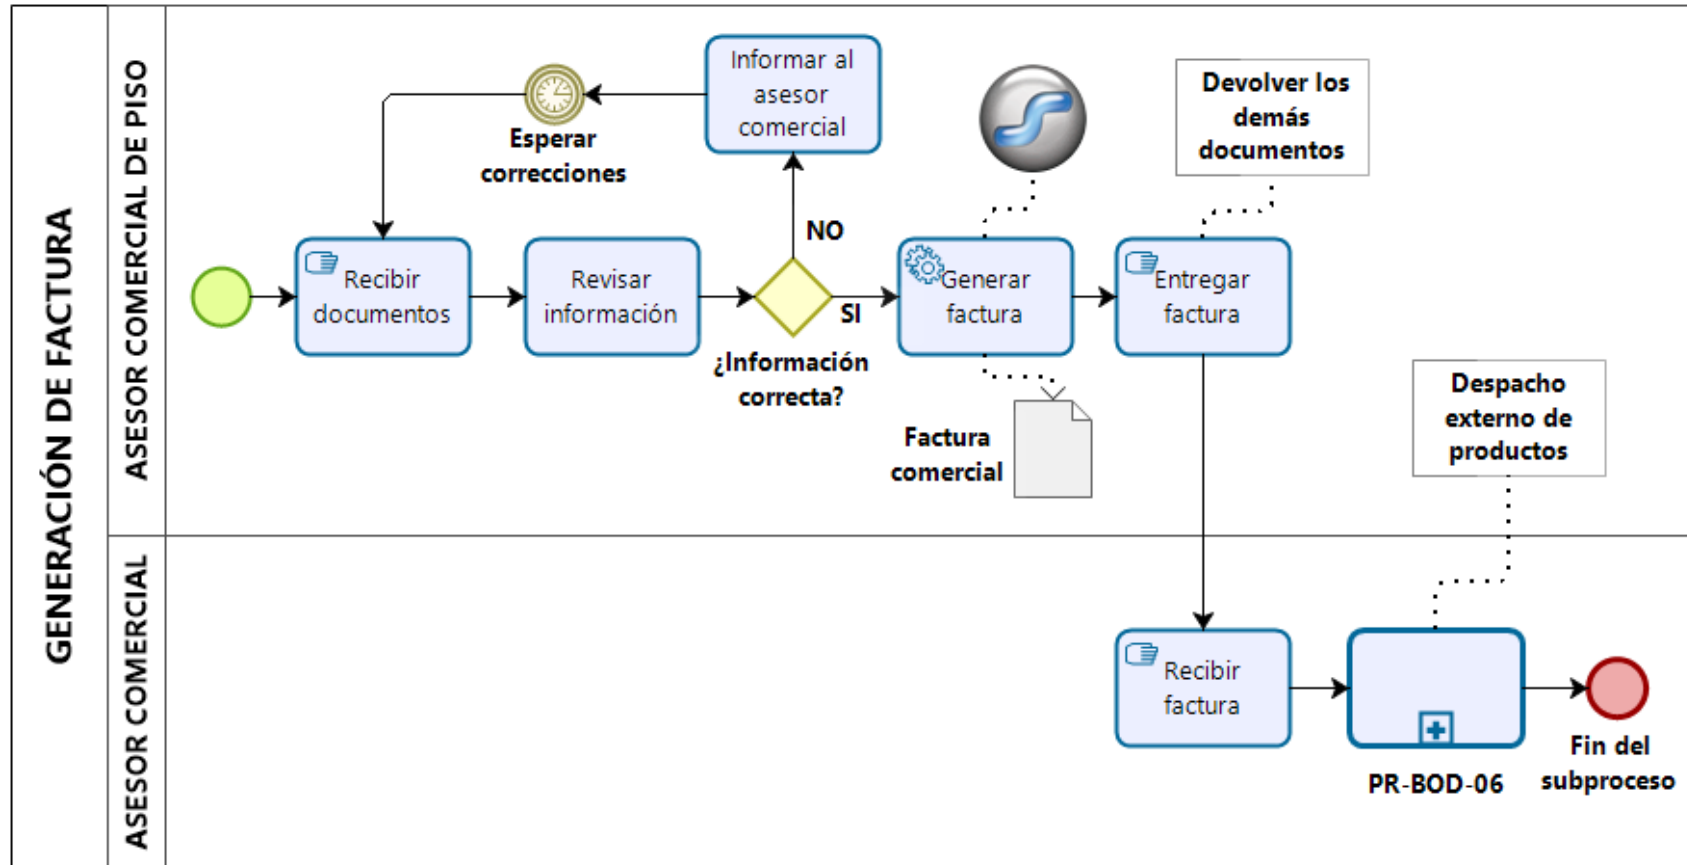 GENERACIÓN DE FACTURA
ASESOR COMERCIAL DE PISO
Informar al
asesor
comercial
Esperar
correcciones
Devolver los
demás
documentos
Recibir
documentos
Revisar
información
NO
SI
¿Información
correcta?
Generar
factura
Entregar
factura
Factura
comercial
Despacho
externo de
productos
ASESOR COMERCIAL
Recibir
factura
PR-BOD-06
Fin del
subproceso